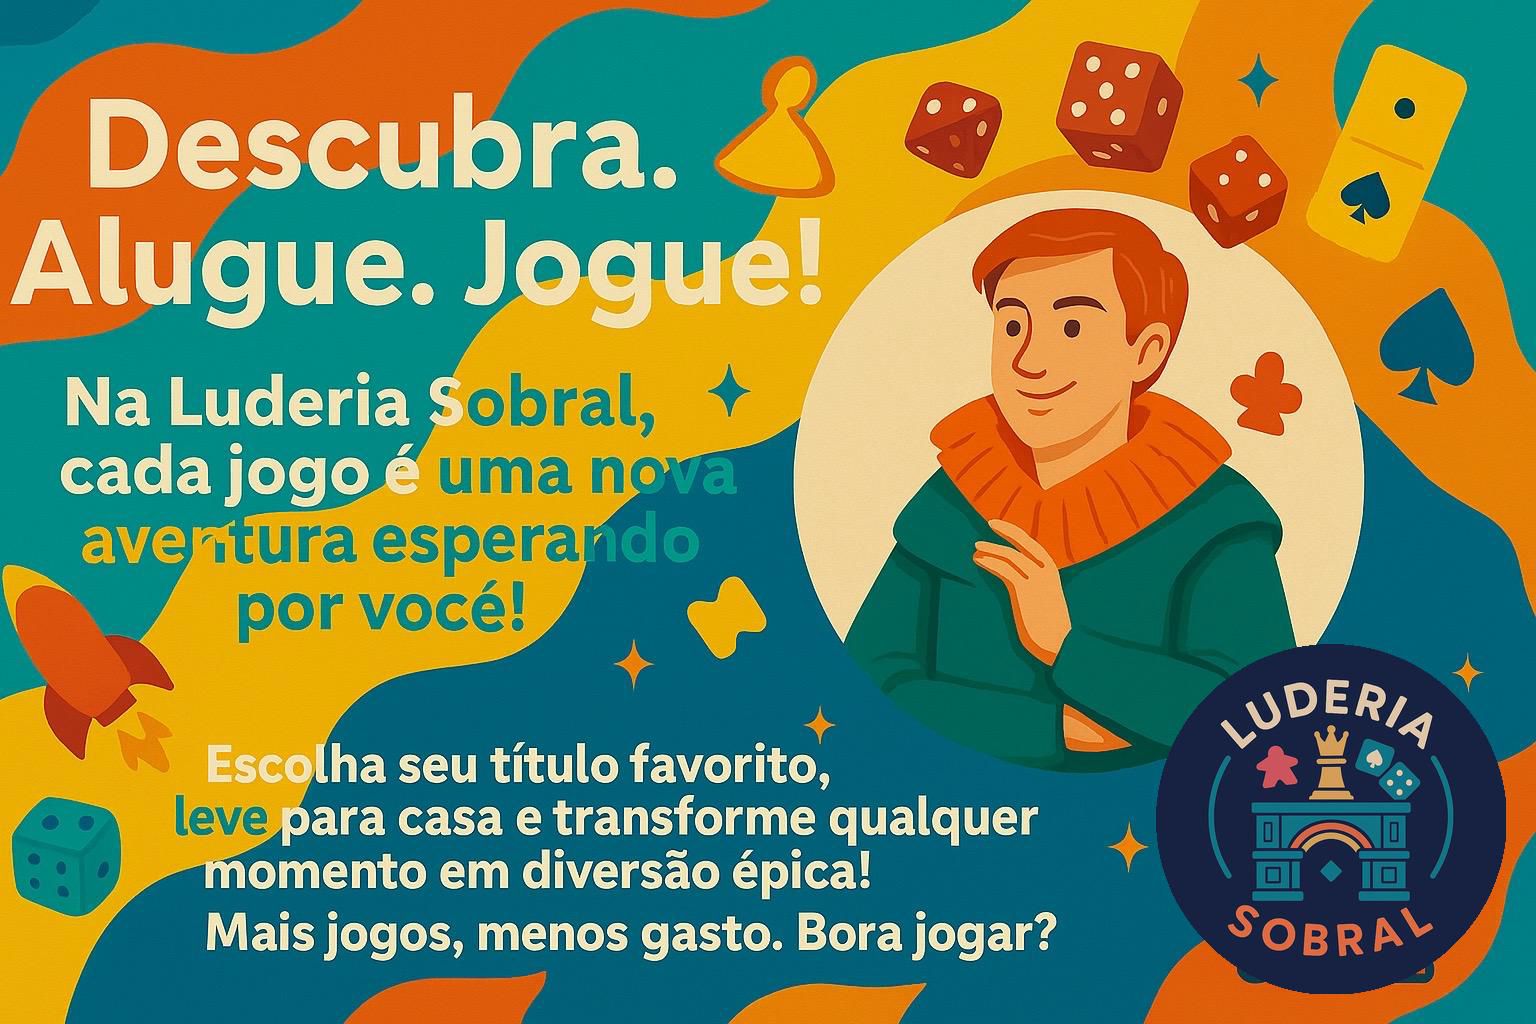 Descubra.
Alugue. Jogue!
Na Luderia Sobral,
cada jogo é uma nova
aventura esperando
por você!
Escolha seu título favorito,
leve para casa e transforme qualquer
momento em diversão épica!
Mais jogos, menos gasto. Bora jogar?
LUDERIA
SOBRAL